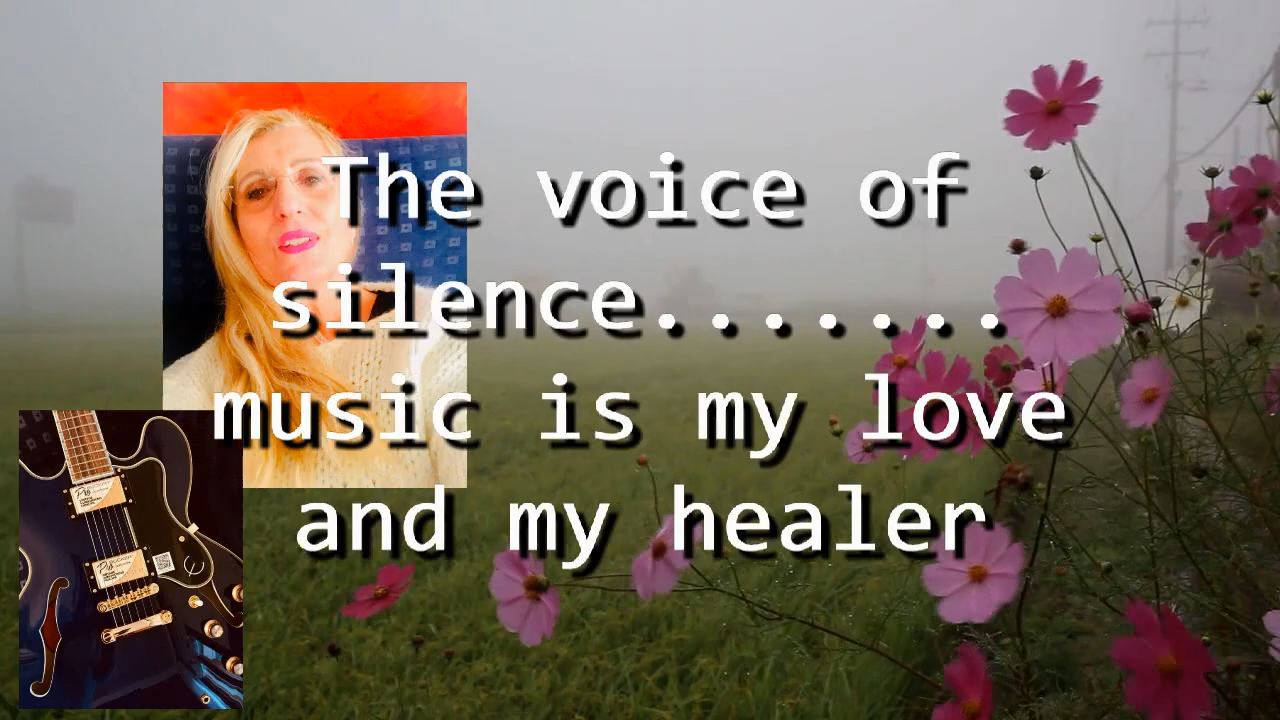 The voice of
silence.......
music is my love
and my healer